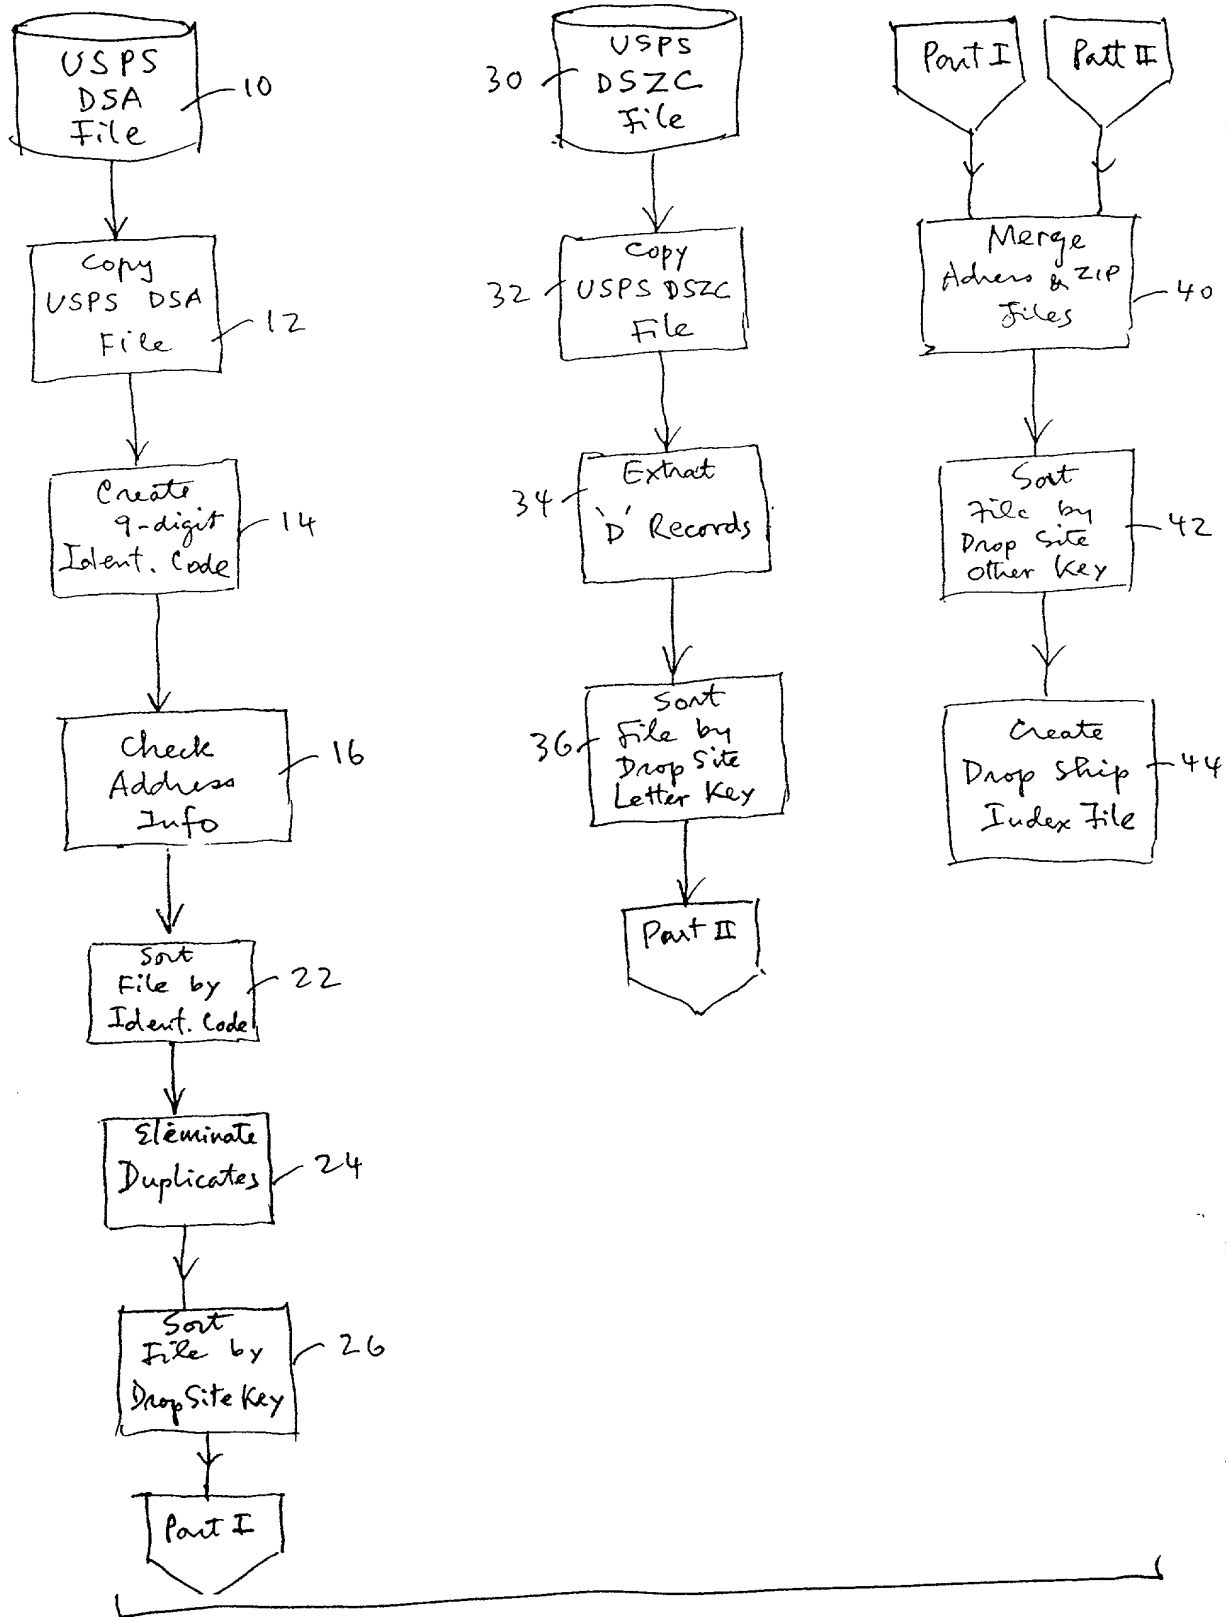 USPS
DSA
File
10
Copy
USPS DSA
File
12
Create
9-digit
Ident. Code
14
Check
Address
Info
16
Sort
File by
Ident. Code
22
Eleminate
Duplicates
24
Sort
File by
Drop Site Key
26
Part I
USPS
DSZC
File
30
Copy
USPS DSZC
File
32
Extrat
'D' Records
34
Sort
File by
Drop Site
Letter Key
36
Part II
Part I
Patt II
Merge
Adress & ZIP
Files
40
Sort
File by
Drop Site
Other Key
42
Create
Drop Ship
Index File
44